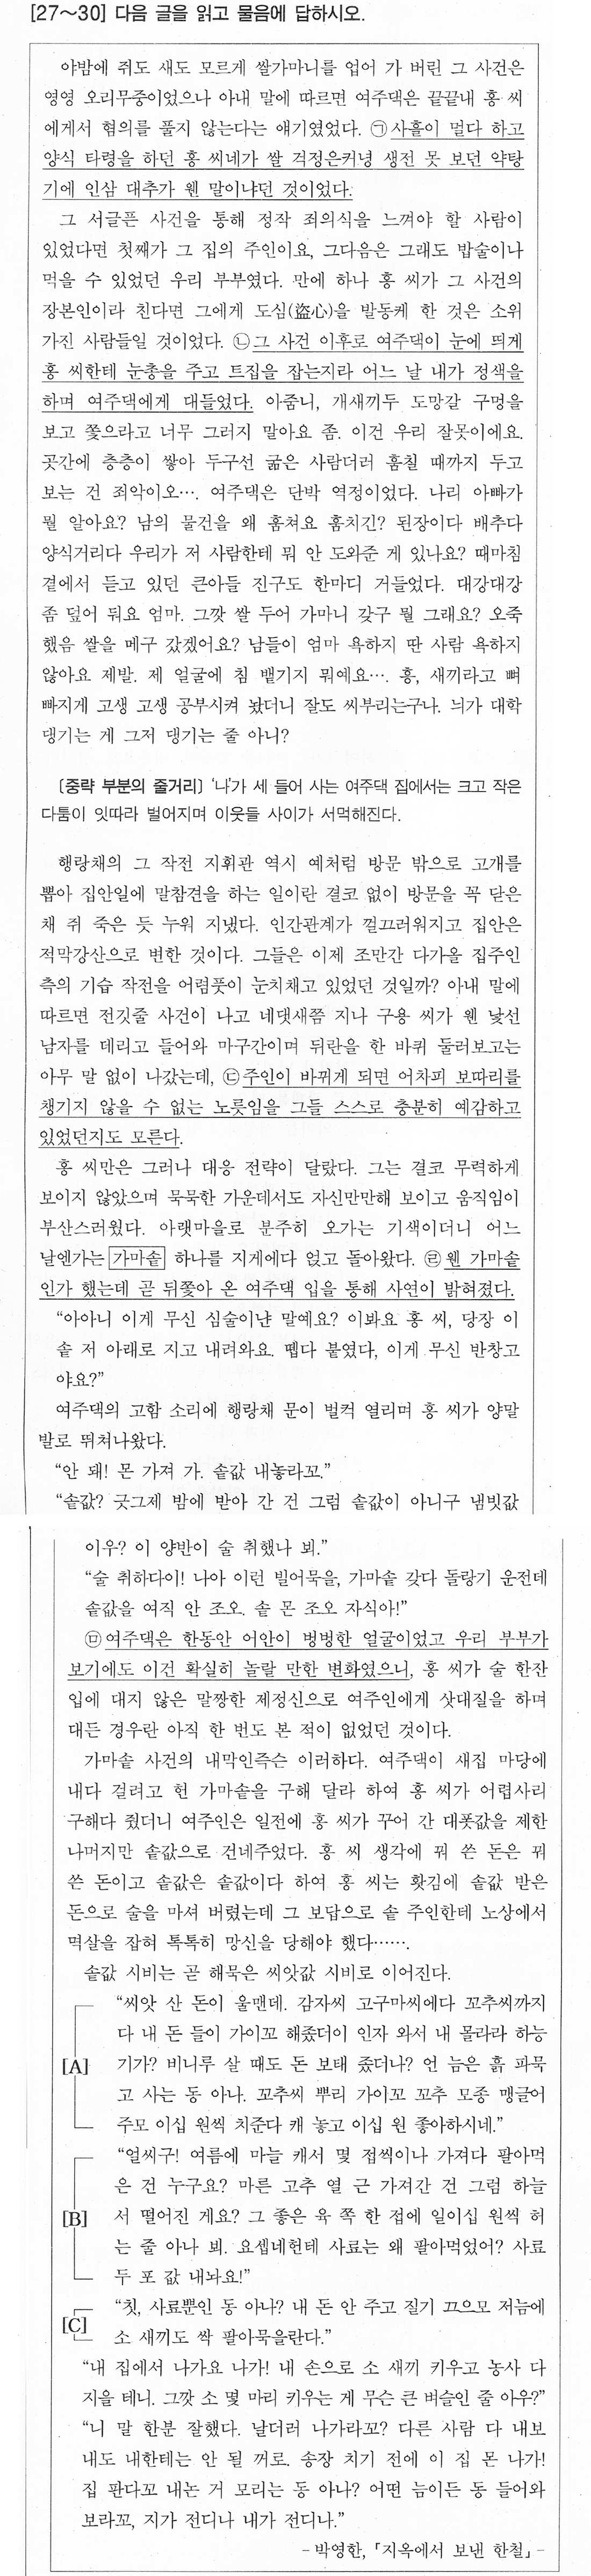 [27～30] 다음 글을 읽고 물음에 답하시오.
야밤에 쥐도 새도 모르게 쌀가마니를 업어 가 버린 그 사건은
영영 오리무중이었으나 아내 말에 따르면 여주댁은 끝끝내 홍 씨
에게서 혐의를 풀지 않는다는 얘기였었다. ㉠사흘이 멀다 하고
양식 타령을 하던 홍 씨네가 쌀 걱정은커녕 생전 못 보던 약탕
기에 인삼 대추가 웬 말이냐던 것이었다.
그 서글픈 사건을 통해 정작 죄의식을 느껴야 할 사람이
있었다면 첫째가 그 집의 주인이요, 그다음은 그래도 밥술이나
먹을 수 있었던 우리 부부였다. 만에 하나 홍 씨가 그 사건의
장본인이라 친다면 그에게 도심(盜心)을 발동케 한 것은 소위
가진 사람들일 것이었다. ㉡그 사건 이후로 여주댁이 눈에 띄게
홍 씨한테 눈총을 주고 트집을 잡는지라 어느 날 내가 정색을
하며 여주댁에게 대들었다. 아줌니, 개새끼두 도망갈 구멍을
보고 쫓으라고 너무 그러지 말아요 좀. 이건 우리 잘못이에요.
곳간에 층층이 쌓아 두구선 굶은 사람더러 훔칠 때까지 두고
보는 건 죄악이오…. 여주댁은 단박 역정이었다. 나리 아빠가
뭘 알아요? 남의 물건을 왜 훔쳐요 훔치긴? 된장이다 배추다
양식거리다 우리가 저 사람한테 뭐 안 도와준 게 있나요? 때마침
곁에서 듣고 있던 큰아들 진구도 한마디 거들었다. 대강대강
좀 덮어 둬요 엄마. 그깟 쌀 두어 가마니 갖구 뭘 그래요? 오죽
했음 쌀을 메구 갔겠어요? 남들이 엄마 욕하지 딴 사람 욕하지
않아요 제발. 제 얼굴에 침 뱉기지 뭐예요…. 흥, 새끼라고 뼈
빠지게 고생 고생 공부시켜 놨더니 잘도 씨부리는구나. 늬가 대학
댕기는 게 그저 댕기는 줄 아니?
〔중략 부분의 줄거리〕 ‘나’가 세 들어 사는 여주댁 집에서는 크고 작은
다툼이 잇따라 벌어지며 이웃들 사이가 서먹해진다.
행랑채의 그 작전 지휘관 역시 예처럼 방문 밖으로 고개를
뽑아 집안일에 말참견을 하는 일이란 결코 없이 방문을 꼭 닫은
채 쥐 죽은 듯 누워 지냈다. 인간관계가 껄끄러워지고 집안은
적막강산으로 변한 것이다. 그들은 이제 조만간 다가올 집주인
측의 기습 작전을 어렴풋이 눈치채고 있었던 것일까? 아내 말에
따르면 전깃줄 사건이 나고 네댓새쯤 지나 구용 씨가 웬 낯선
남자를 데리고 들어와 마구간이며 뒤란을 한 바퀴 둘러보고는
아무 말 없이 나갔는데, ㉢주인이 바뀌게 되면 어차피 보따리를
챙기지 않을 수 없는 노릇임을 그들 스스로 충분히 예감하고
있었던지도 모른다.
홍 씨만은 그러나 대응 전략이 달랐다. 그는 결코 무력하게
보이지 않았으며 묵묵한 가운데서도 자신만만해 보이고 움직임이
부산스러웠다. 아랫마을로 분주히 오가는 기색이더니 어느
날엔가는 가마솥 하나를 지게에다 얹고 돌아왔다. ㉣웬 가마솥
인가 했는데 곧 뒤쫓아 온 여주댁 입을 통해 사연이 밝혀졌다.
“아아니 이게 무신 심술이냔 말예요? 이봐요 홍 씨, 당장 이
솥 저 아래로 지고 내려와요. 뗍다 붙였다, 이게 무신 반창고
야요?”
여주댁의 고함 소리에 행랑채 문이 벌컥 열리며 홍 씨가 양말
발로 뛰쳐나왔다.
“안 돼! 몬 가져 가. 솥값 내놓라꼬.”
“솥값? 긋그제 밤에 받아 간 건 그럼 솥값이 아니구 냄빗값
이우? 이 양반이 술 취했나 뵈.”
“술 취하다이! 나아 이런 빌어묵을, 가마솥 갖다 돌랑기 운전데
솥값을 여직 안 조오. 솥 몬 조오 자식아!”
㉤여주댁은 한동안 어안이 벙벙한 얼굴이었고 우리 부부가
보기에도 이건 확실히 놀랄 만한 변화였으니, 홍 씨가 술 한잔
입에 대지 않은 말짱한 제정신으로 여주인에게 삿대질을 하며
대든 경우란 아직 한 번도 본 적이 없었던 것이다.
가마솥 사건의 내막인즉슨 이러하다. 여주댁이 새집 마당에
내다 걸려고 헌 가마솥을 구해 달라 하여 홍 씨가 어렵사리
구해다 줬더니 여주인은 일전에 홍 씨가 꾸어 간 대폿값을 제한
나머지만 솥값으로 건네주었다. 홍 씨 생각에 꿔 쓴 돈은 꿔
쓴 돈이고 솥값은 솥값이다 하여 홍 씨는 홧김에 솥값 받은
돈으로 술을 마셔 버렸는데 그 보답으로 솥 주인한테 노상에서
멱살을 잡혀 톡톡히 망신을 당해야 했다…….
솥값 시비는 곧 해묵은 씨앗값 시비로 이어진다.
[A] “씨앗 산 돈이 울맨데. 감자씨 고구마씨에다 꼬추씨까지
다 내 돈 들이 가이꼬 해줬더이 인자 와서 내 몰라라 하능
기가? 비니루 살 때도 돈 보태 줬더나? 언 늠은 흙 파묵
고 사는 동 아나. 꼬추씨 뿌리 가이꼬 꼬추 모종 맹글어
주모 이십 원씩 치준다 캐 놓고 이십 원 좋아하시네.”
[B] “얼씨구! 여름에 마늘 캐서 몇 접씩이나 가져다 팔아먹
은 건 누구요? 마른 고추 열 근 가져간 건 그럼 하늘
서 떨어진 게요? 그 좋은 육 쪽 한 접에 일이십 원씩 허
는 줄 아나 뵈. 요셉네헌테 사료는 왜 팔아먹었어? 사료
두 포 값 내놔요!”
[C] “칫, 사료뿐인 동 아나? 내 돈 안 주고 질기 끄으모 저늠에
소 새끼도 싹 팔아묵을란다.”
“내 집에서 나가요 나가! 내 손으로 소 새끼 키우고 농사 다
지을 테니. 그깟 소 몇 마리 키우는 게 무슨 큰 벼슬인 줄 아우?”
“니 말 한분 잘했다. 날더러 나가라꼬? 다른 사람 다 내보
내도 내한테는 안 될 꺼로. 송장 치기 전에 이 집 몬 나가!
집 판다꼬 내논 거 모리는 동 아나? 어떤 늠이든 동 들어와
보라꼬, 지가 전디나 내가 전디나.”
- 박영한, ｢지옥에서 보낸 한철｣ -